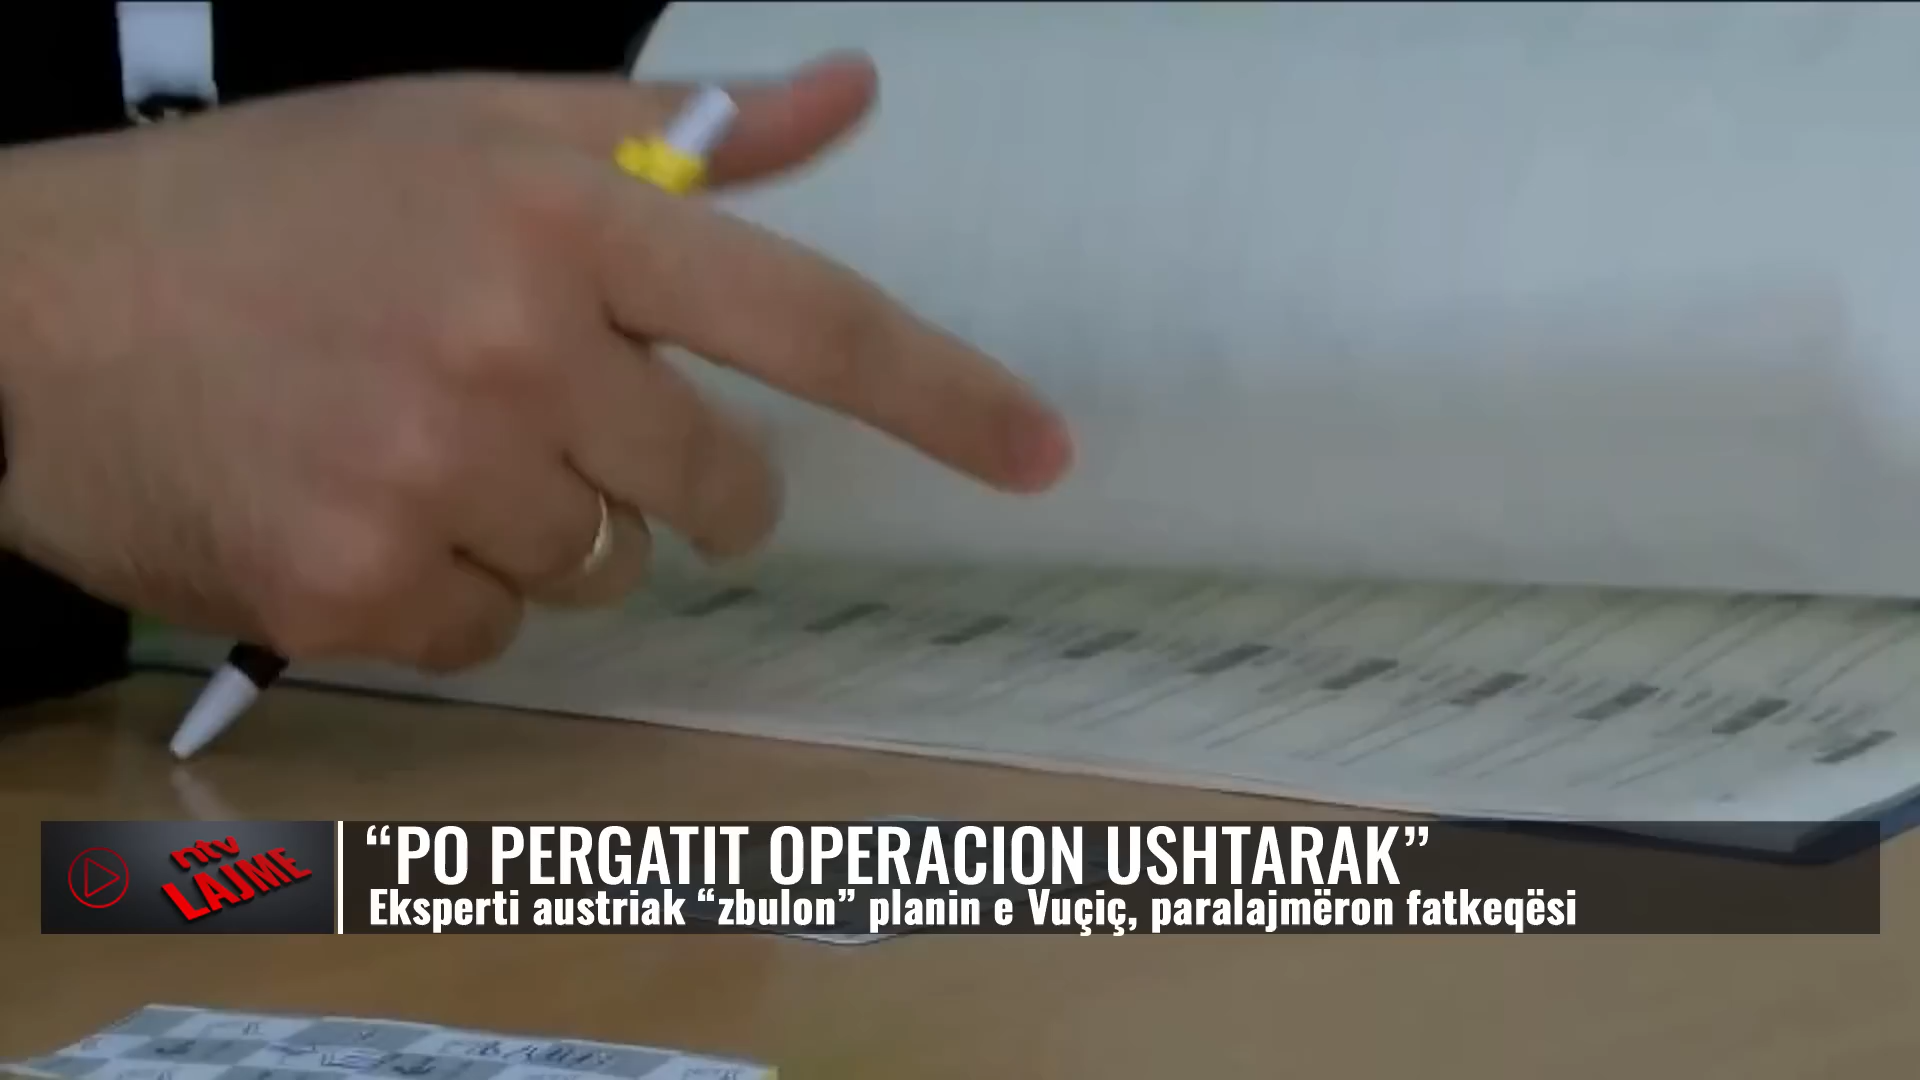 ntv
LAJME
“PO PERGATIT OPERACION USHTARAK”
Eksperti austriak “zbulon” planin e Vuçiç, paralajmëron fatkeqësi